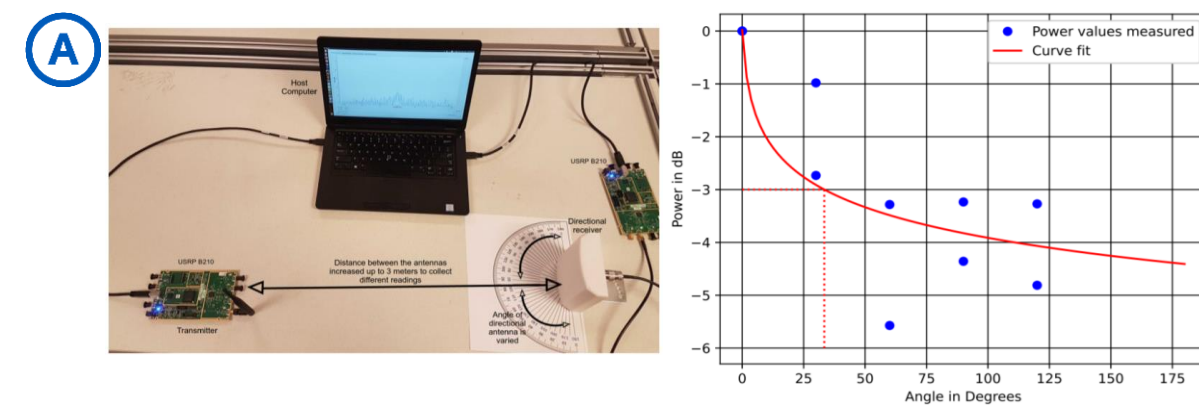 A
Host
Computer
USRP B210
Directional
receiver
USRP B210
Distance between the antennas
increased up to 3 meters to collect
different readings
Transmitter
Angle of
directional
antenna is
varied
Power values measured
Curve fit
0
−1
−2
−3
−4
−5
−6
Power in dB
0 25 50 75 100 125 150 175
Angle in Degrees